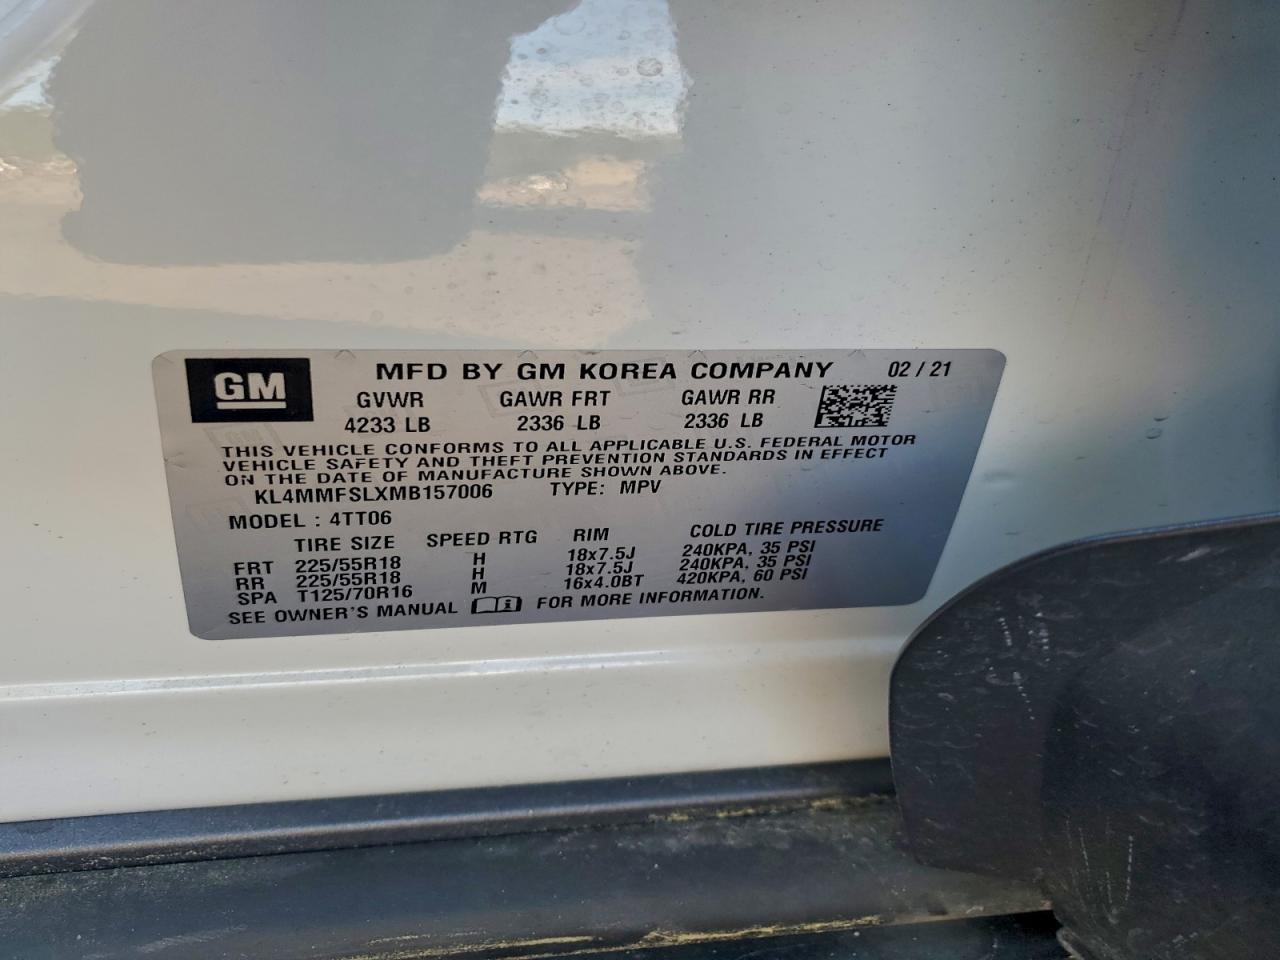 GM
MFD BY GM KOREA COMPANY 02 / 21
GVWR GAWR FRT GAWR RR
4233 LB 2336 LB 2336 LB
THIS VEHICLE CONFORMS TO ALL APPLICABLE U.S. FEDERAL MOTOR
VEHICLE SAFETY AND THEFT PREVENTION STANDARDS IN EFFECT
ON THE DATE OF MANUFACTURE SHOWN ABOVE.
KL4MMFSLXMB157006 TYPE: MPV
MODEL : 4TT06
TIRE SIZE SPEED RTG RIM COLD TIRE PRESSURE
FRT 225/55R18 H 18x7.5J 240KPA, 35 PSI
RR 225/55R18 H 18x7.5J 240KPA, 35 PSI
SPA T125/70R16 M 16x4.0BT 420KPA, 60 PSI
SEE OWNER'S MANUAL FOR MORE INFORMATION.